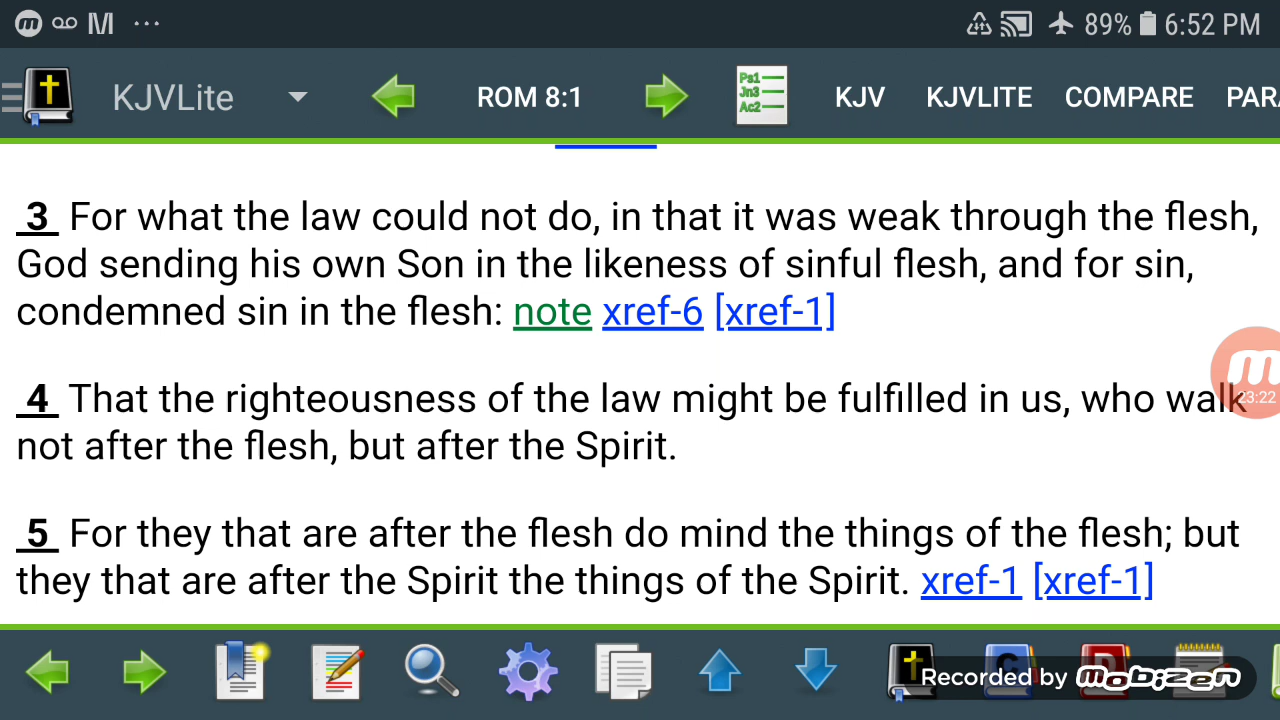 89% 6:52 PM
KJVLite ROM 8:1 Ps1 Jn3 Ac2 KJV KJVLITE COMPARE PAR
3 For what the law could not do, in that it was weak through the flesh,
God sending his own Son in the likeness of sinful flesh, and for sin,
condemned sin in the flesh: note xref-6 [xref-1]
4 That the righteousness of the law might be fulfilled in us, who walk
23:22
not after the flesh, but after the Spirit.
5 For they that are after the flesh do mind the things of the flesh; but
they that are after the Spirit the things of the Spirit. xref-1 [xref-1]
Recorded by mobizen